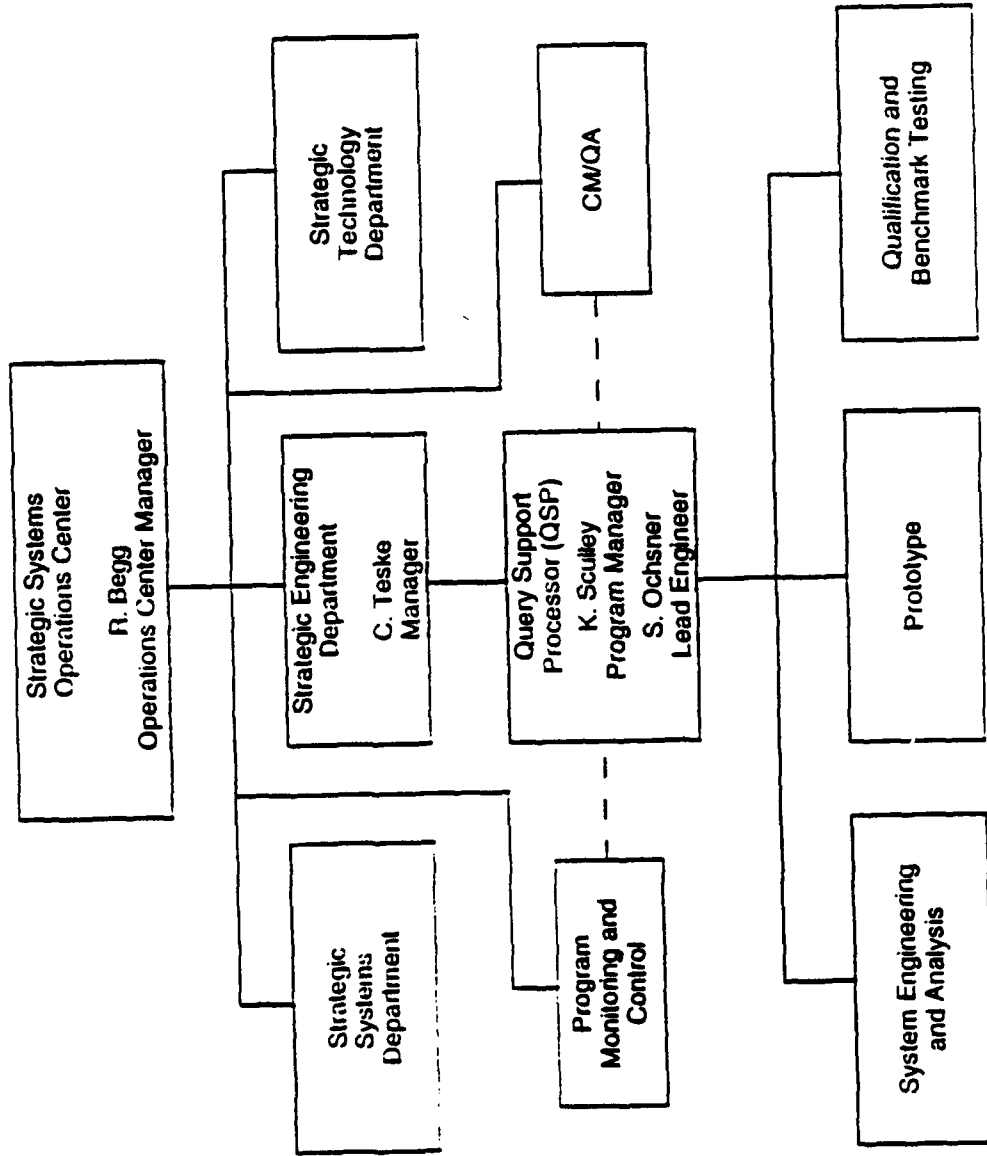 Strategic Systems
Operations Center
R. Begg
Operations Center Manager
Strategic
Systems
Department
Strategic Engineering
Department
C. Teske
Manager
Strategic
Technology
Department
Program
Monitoring and
Control
Query Support
Processor (QSP)
K. Sculley
Program Manager
S. Ochsner
Lead Engineer
CM/QA
System Engineering
and Analysis
Prototype
Qualification and
Benchmark Testing